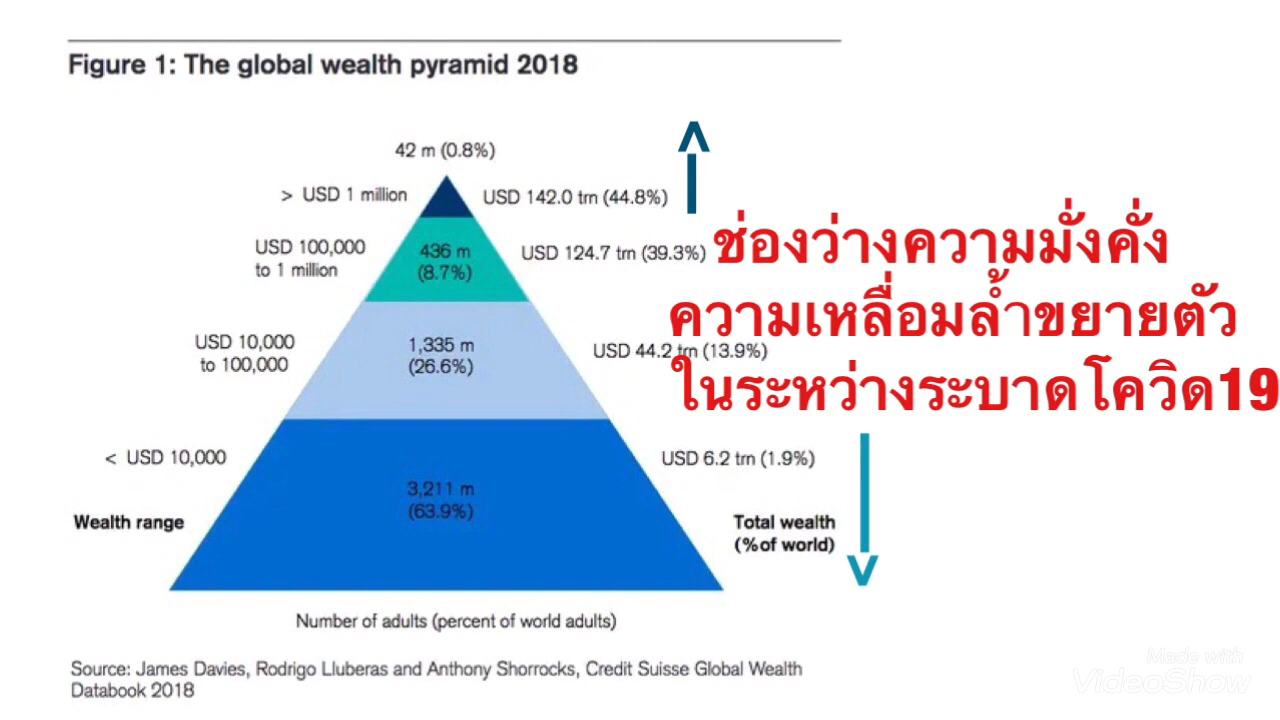 Figure 1: The global wealth pyramid 2018
42 m (0.8%)
> USD 1 million
USD 142.0 trn (44.8%)
USD 100,000
to 1 million
436 m
(8.7%)
USD 124.7 trn (39.3%)
ช่องว่างความมั่งคั่ง
ความเหลื่อมล้ำขยายตัว
ในระหว่างระบาดโควิด19
USD 10,000
to 100,000
1,335 m
(26.6%)
USD 44.2 trn (13.9%)
< USD 10,000
3,211 m
(63.9%)
USD 6.2 trn (1.9%)
Wealth range
Total wealth
(%of world)
Number of adults (percent of world adults)
Source: James Davies, Rodrigo Lluberas and Anthony Shorrocks, Credit Suisse Global Wealth
Databook 2018
Made with
VideoShow